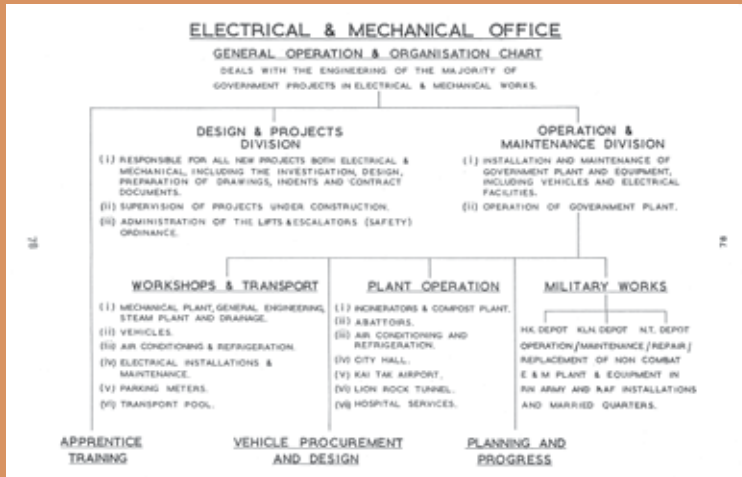 ELECTRICAL & MECHANICAL OFFICE
GENERAL OPERATION & ORGANISATION CHART
DEALS WITH THE ENGINEERING OF THE MAJORITY OF
GOVERNMENT PROJECTS IN ELECTRICAL & MECHANICAL WORKS.
DESIGN & PROJECTS
DIVISION
(i) RESPONSIBLE FOR ALL NEW PROJECTS BOTH ELECTRICAL &
MECHANICAL, INCLUDING THE INVESTIGATION, DESIGN,
PREPARATION OF DRAWINGS, INDENTS AND CONTRACT
DOCUMENTS.
(ii) SUPERVISION OF PROJECTS UNDER CONSTRUCTION.
(iii) ADMINISTRATION OF THE LIFTS & ESCALATORS (SAFETY)
ORDINANCE.
OPERATION &
MAINTENANCE DIVISION
(i) INSTALLATION AND MAINTENANCE OF
GOVERNMENT PLANT AND EQUIPMENT,
INCLUDING VEHICLES AND ELECTRICAL
FACILITIES.
(ii) OPERATION OF GOVERNMENT PLANT.
78
78
WORKSHOPS & TRANSPORT
(i) MECHANICAL PLANT, GENERAL ENGINEERING,
STEAM PLANT AND DRAINAGE.
(ii) VEHICLES.
(iii) AIR CONDITIONING & REFRIGERATION.
(iv) ELECTRICAL INSTALLATIONS &
MAINTENANCE.
(v) PARKING METERS.
(vi) TRANSPORT POOL.
PLANT OPERATION
(i) INCINERATORS & COMPOST PLANT.
(ii) ABATTOIRS.
(iii) AIR CONDITIONING AND
REFRIGERATION.
(iv) CITY HALL.
(v) KAI TAK AIRPORT.
(vi) LION ROCK TUNNEL.
(vii) HOSPITAL SERVICES.
MILITARY WORKS
H.K. DEPOT KLN. DEPOT N.T. DEPOT
OPERATION/MAINTENANCE/REPAIR/
REPLACEMENT OF NON COMBAT
E & M PLANT & EQUIPMENT IN
RN ARMY AND RAF INSTALLATIONS
AND MARRIED QUARTERS.
APPRENTICE
TRAINING
VEHICLE PROCUREMENT
AND DESIGN
PLANNING AND
PROGRESS